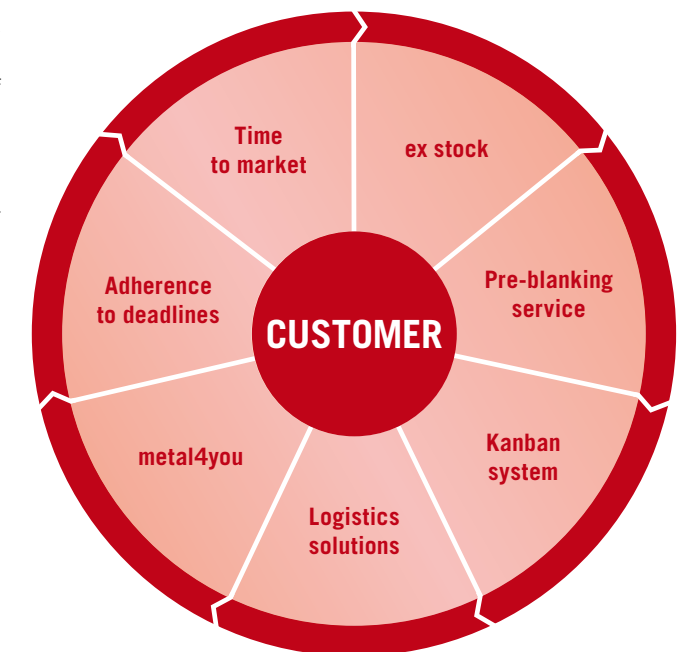 Time
to market
ex stock
Adherence
to deadlines
Pre-blanking
service
CUSTOMER
metal4you
Kanban
system
Logistics
solutions